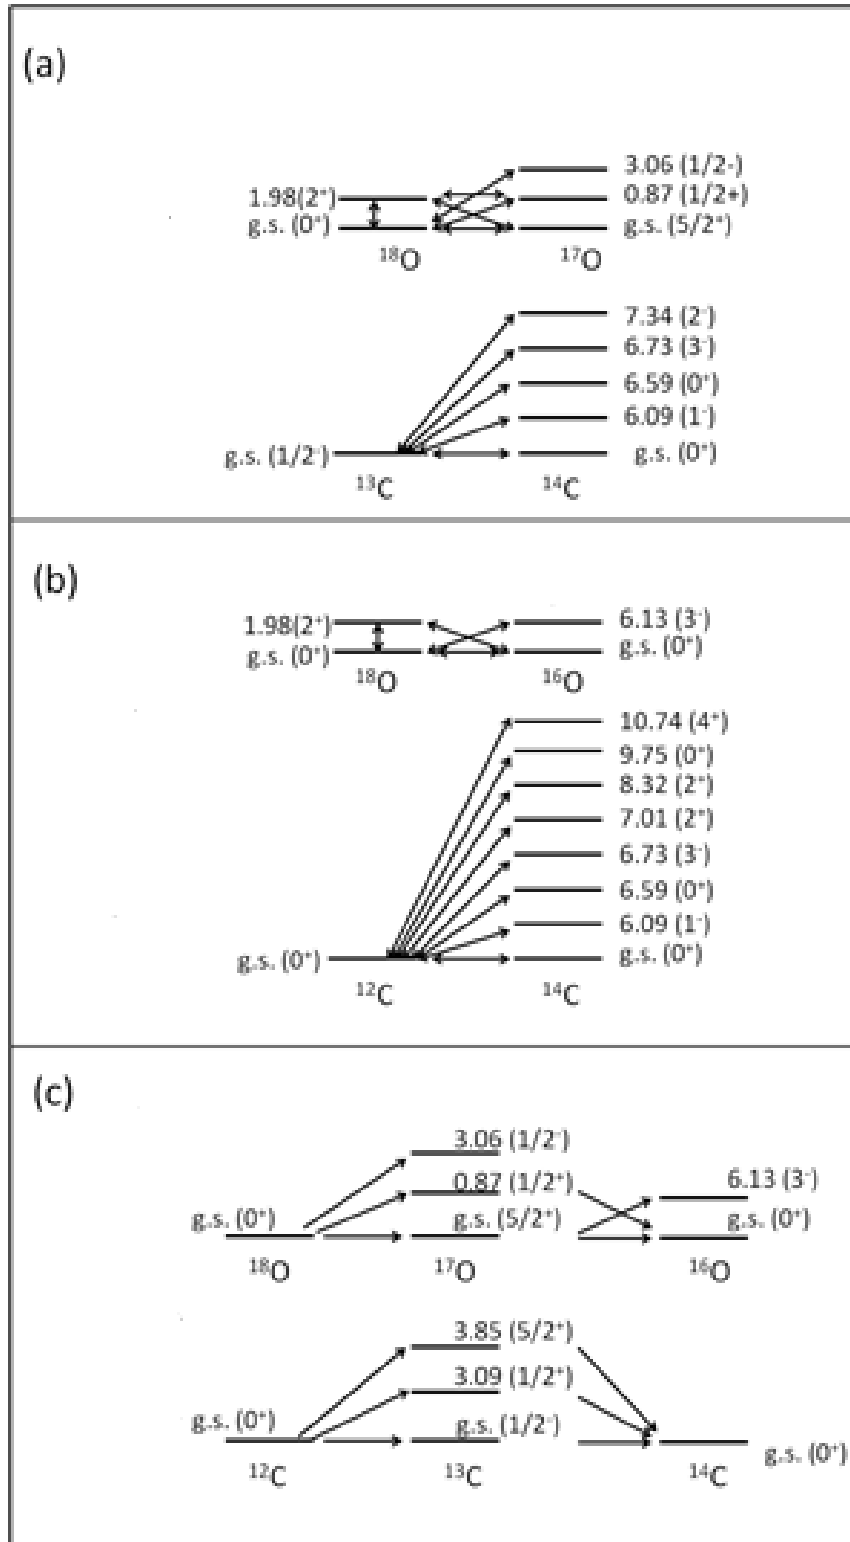 (a)
3.06 (1/2-)
1.98(2⁺) 0.87 (1/2+)
g.s. (0⁺) g.s. (5/2⁺)
¹⁸O ¹⁷O
7.34 (2⁻)
6.73 (3⁻)
6.59 (0⁺)
6.09 (1⁻)
g.s. (1/2⁻) g.s. (0⁺)
¹³C ¹⁴C
(b)
1.98(2⁺) 6.13 (3⁻)
g.s. (0⁺) g.s. (0⁺)
¹⁸O ¹⁶O
10.74 (4⁺)
9.75 (0⁺)
8.32 (2⁺)
7.01 (2⁺)
6.73 (3⁻)
6.59 (0⁺)
6.09 (1⁻)
g.s. (0⁺) g.s. (0⁺)
¹²C ¹⁴C
(c)
3.06 (1/2⁻)
0.87 (1/2⁺) 6.13 (3⁻)
g.s. (0⁺) g.s. (5/2⁺) g.s. (0⁺)
¹⁸O ¹⁷O ¹⁶O
3.85 (5/2⁺)
3.09 (1/2⁺)
g.s. (0⁺) g.s. (1/2⁻) g.s. (0⁺)
¹²C ¹³C ¹⁴C